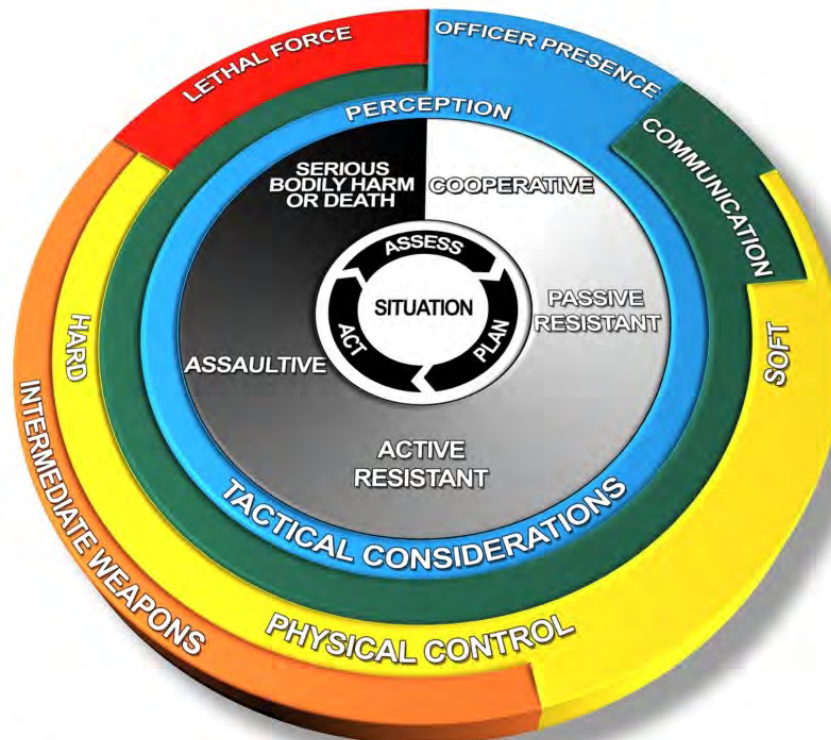 LETHAL FORCE
OFFICER PRESENCE
COMMUNICATION
PERCEPTION
SERIOUS
BODILY HARM
OR DEATH
COOPERATIVE
ASSESS
SITUATION
PLAN
ACT
PASSIVE
RESISTANT
ASSAULTIVE
ACTIVE
RESISTANT
HARD
SOFT
TACTICAL CONSIDERATIONS
INTERMEDIATE WEAPONS
PHYSICAL CONTROL